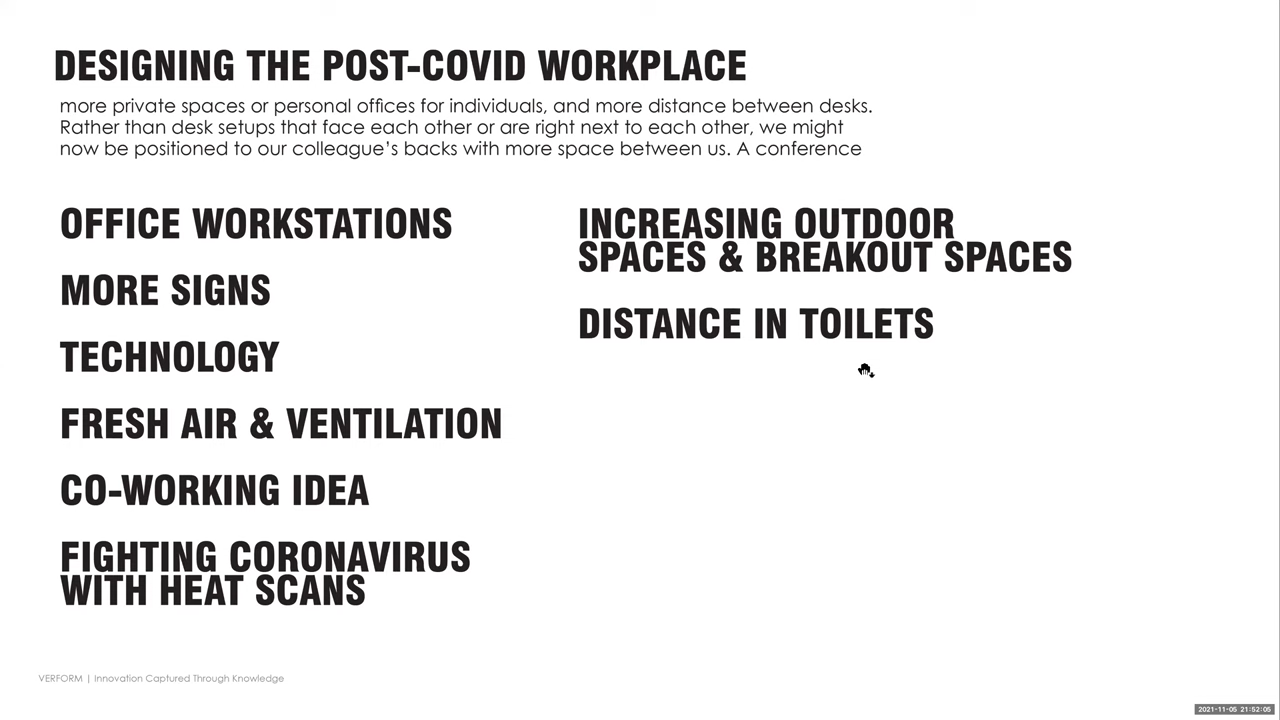 DESIGNING THE POST-COVID WORKPLACE
more private spaces or personal offices for individuals, and more distance between desks.
Rather than desk setups that face each other or are right next to each other, we might
now be positioned to our colleague's backs with more space between us. A conference
OFFICE WORKSTATIONS
MORE SIGNS
TECHNOLOGY
FRESH AIR & VENTILATION
CO-WORKING IDEA
FIGHTING CORONAVIRUS
WITH HEAT SCANS
INCREASING OUTDOOR
SPACES & BREAKOUT SPACES
DISTANCE IN TOILETS
VERFORM | Innovation Captured Through Knowledge
2021-11-05 21:52:05